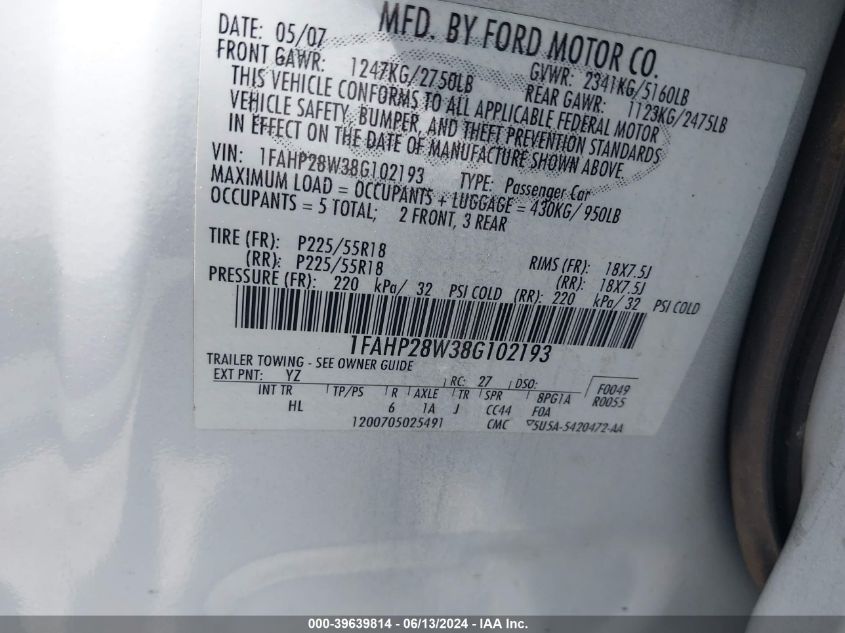 MFD. BY FORD MOTOR CO.
DATE: 05/07 GVWR: 2341KG/5160LB
FRONT GAWR: 1247KG/2750LB REAR GAWR: 1123KG/2475LB
THIS VEHICLE CONFORMS TO ALL APPLICABLE FEDERAL MOTOR
VEHICLE SAFETY, BUMPER, AND THEFT PREVENTION STANDARDS
IN EFFECT ON THE DATE OF MANUFACTURE SHOWN ABOVE.
VIN: 1FAHP28W38G102193 TYPE: Passenger Car
MAXIMUM LOAD = OCCUPANTS + LUGGAGE = 430KG/950LB
OCCUPANTS = 5 TOTAL; 2 FRONT, 3 REAR
TIRE (FR): P225/55R18 RIMS (FR): 18X7.5J
(RR): P225/55R18 (RR): 18X7.5J
PRESSURE (FR): 220 kPa/ 32 PSI COLD (RR): 220 kPa/32 PSI COLD
1FAHP28W38G102193
TRAILER TOWING - SEE OWNER GUIDE
EXT PNT: YZ RC: 27 DSO: F0049
INT TR TP/PS R AXLE TR SPR 8PG1A R0055
HL 6 1A J CC44 F0A
1200705025491 CMC 5U5A-5420472-AA
000-39639814 - 06/13/2024 - IAA Inc.